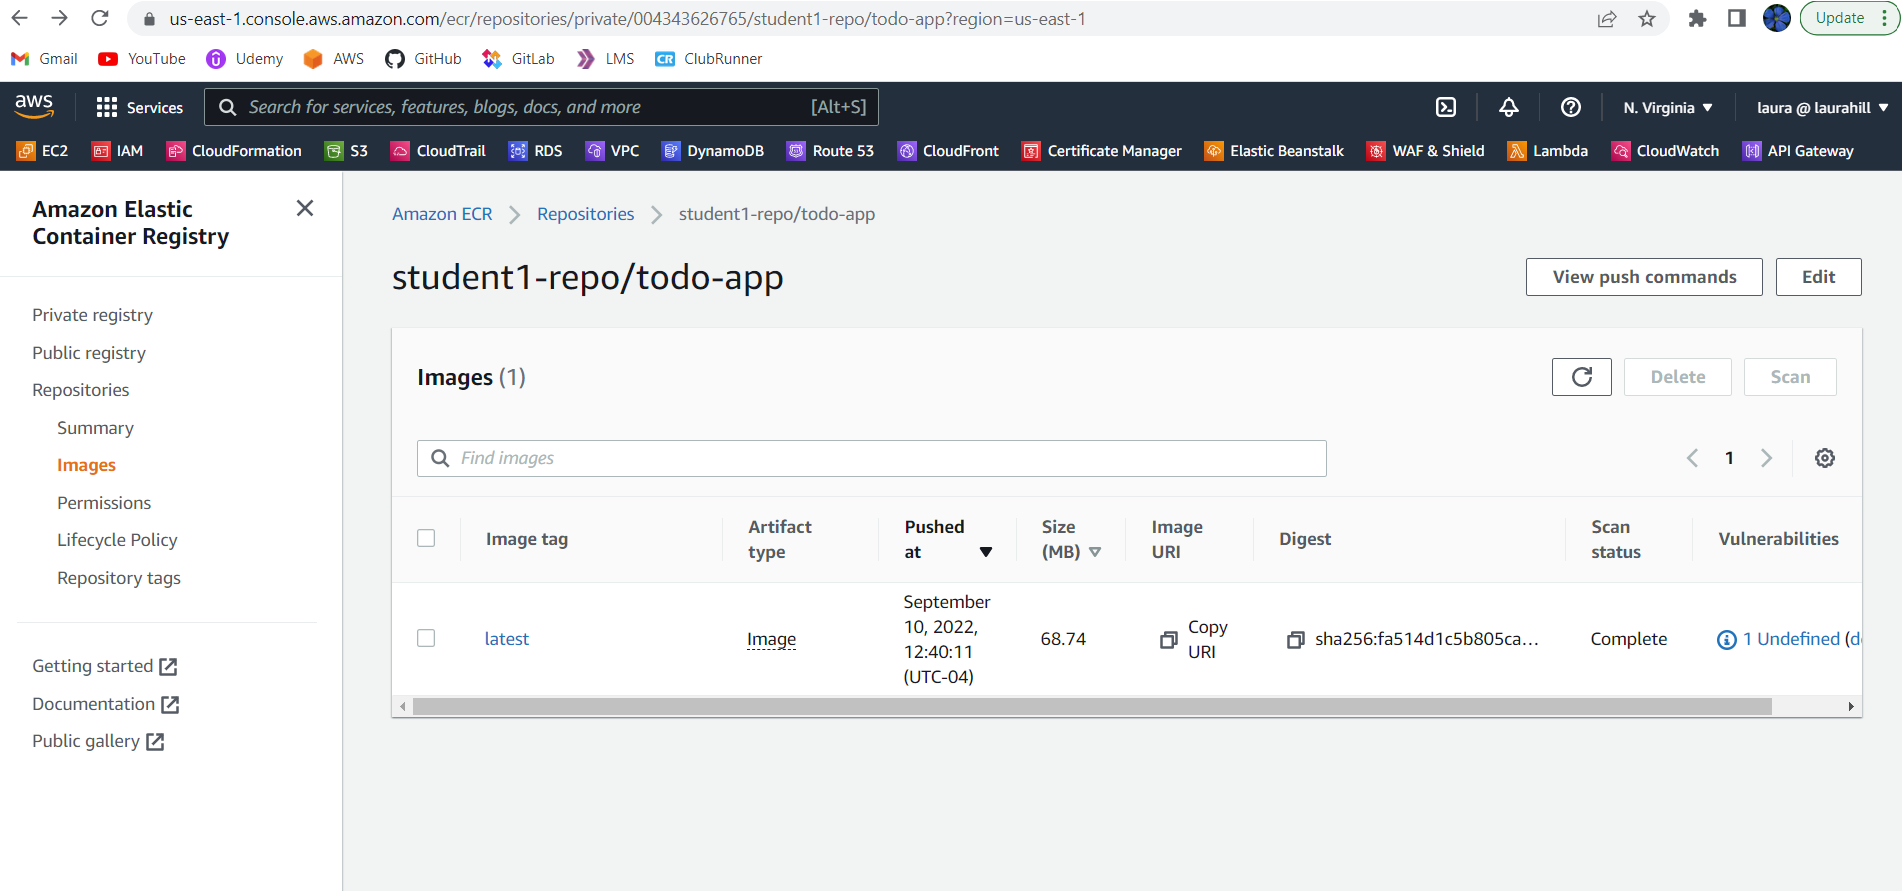 us-east-1.console.aws.amazon.com/ecr/repositories/private/004343626765/student1-repo/todo-app?region=us-east-1
Update
Gmail YouTube Udemy AWS GitHub GitLab LMS CR ClubRunner
aws Services Search for services, features, blogs, docs, and more [Alt+S] N. Virginia laura @ laurahill
EC2 IAM CloudFormation S3 CloudTrail RDS VPC DynamoDB Route 53 CloudFront Certificate Manager Elastic Beanstalk WAF & Shield Lambda CloudWatch API Gateway
Amazon Elastic
Container Registry
Private registry
Public registry
Repositories
Summary
Images
Permissions
Lifecycle Policy
Repository tags
Getting started
Documentation
Public gallery
Amazon ECR Repositories student1-repo/todo-app
student1-repo/todo-app
View push commands Edit
Images (1)
Delete Scan
Find images
1
Image tag
Artifact
type
Pushed
at
Size
(MB)
Image
URI
Digest
Scan
status
Vulnerabilities
latest
Image
September
10, 2022,
12:40:11
(UTC-04)
68.74
Copy
URI
sha256:fa514d1c5b805ca...
Complete
1 Undefined (d